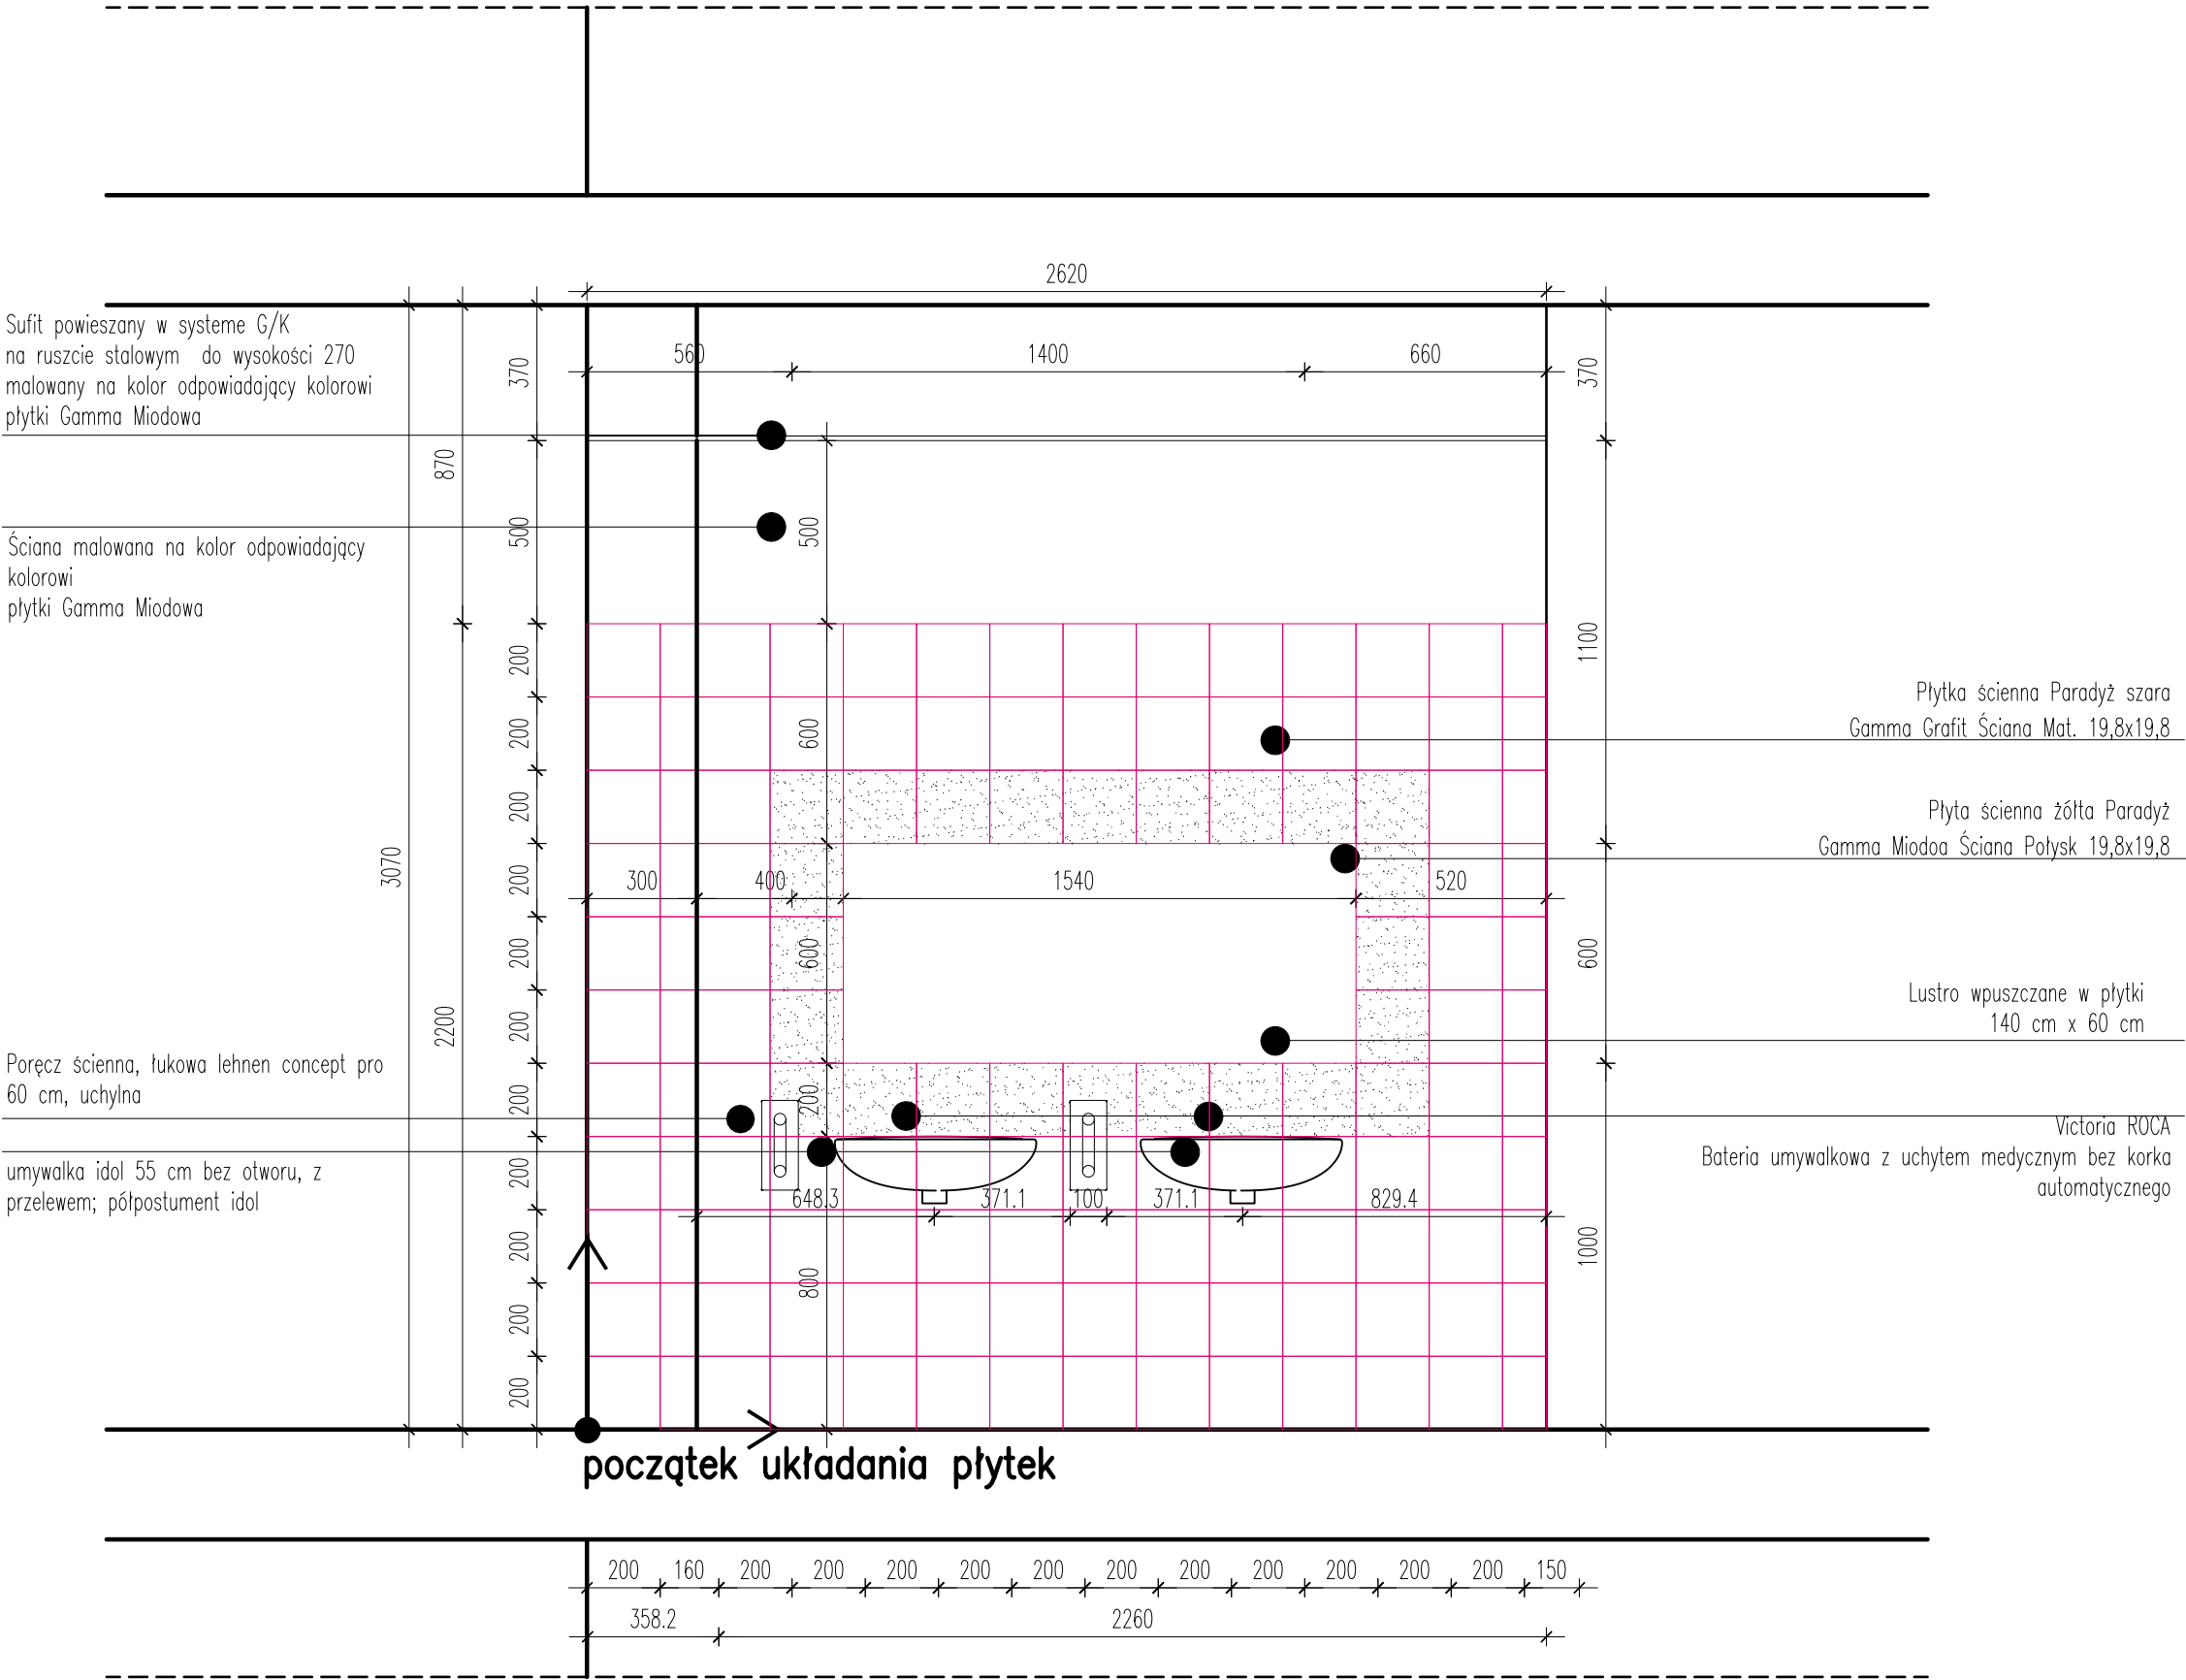 2620
Sufit powieszany w systeme G/K
na ruszcie stalowym do wysokości 270
malowany na kolor odpowiadający kolorowi
płytki Gamma Miodowa
560
1400
660
370
370
870
500
500
Ściana malowana na kolor odpowiadający
kolorowi
płytki Gamma Miodowa
200
1100
Płytka ścienna Paradyż szara
Gamma Grafit Ściana Mat. 19,8x19,8
200
600
200
Płyta ścienna żółta Paradyż
Gamma Miodoa Ściana Połysk 19,8x19,8
3070
200
300
400
1540
520
200
600
600
2200
200
Lustro wpuszczane w płytki
140 cm x 60 cm
Poręcz ścienna, łukowa lehnen concept pro
60 cm, uchylna
200
200
Victoria ROCA
Bateria umywalkowa z uchytem medycznym bez korka
automatycznego
umywalka idol 55 cm bez otworu, z
przelewem; półpostument idol
200
648.3
371.1
100
371.1
829.4
200
800
1000
200
200
początek układania płytek
200 160 200 200 200 200 200 200 200 200 200 200 200 150
358.2
2260